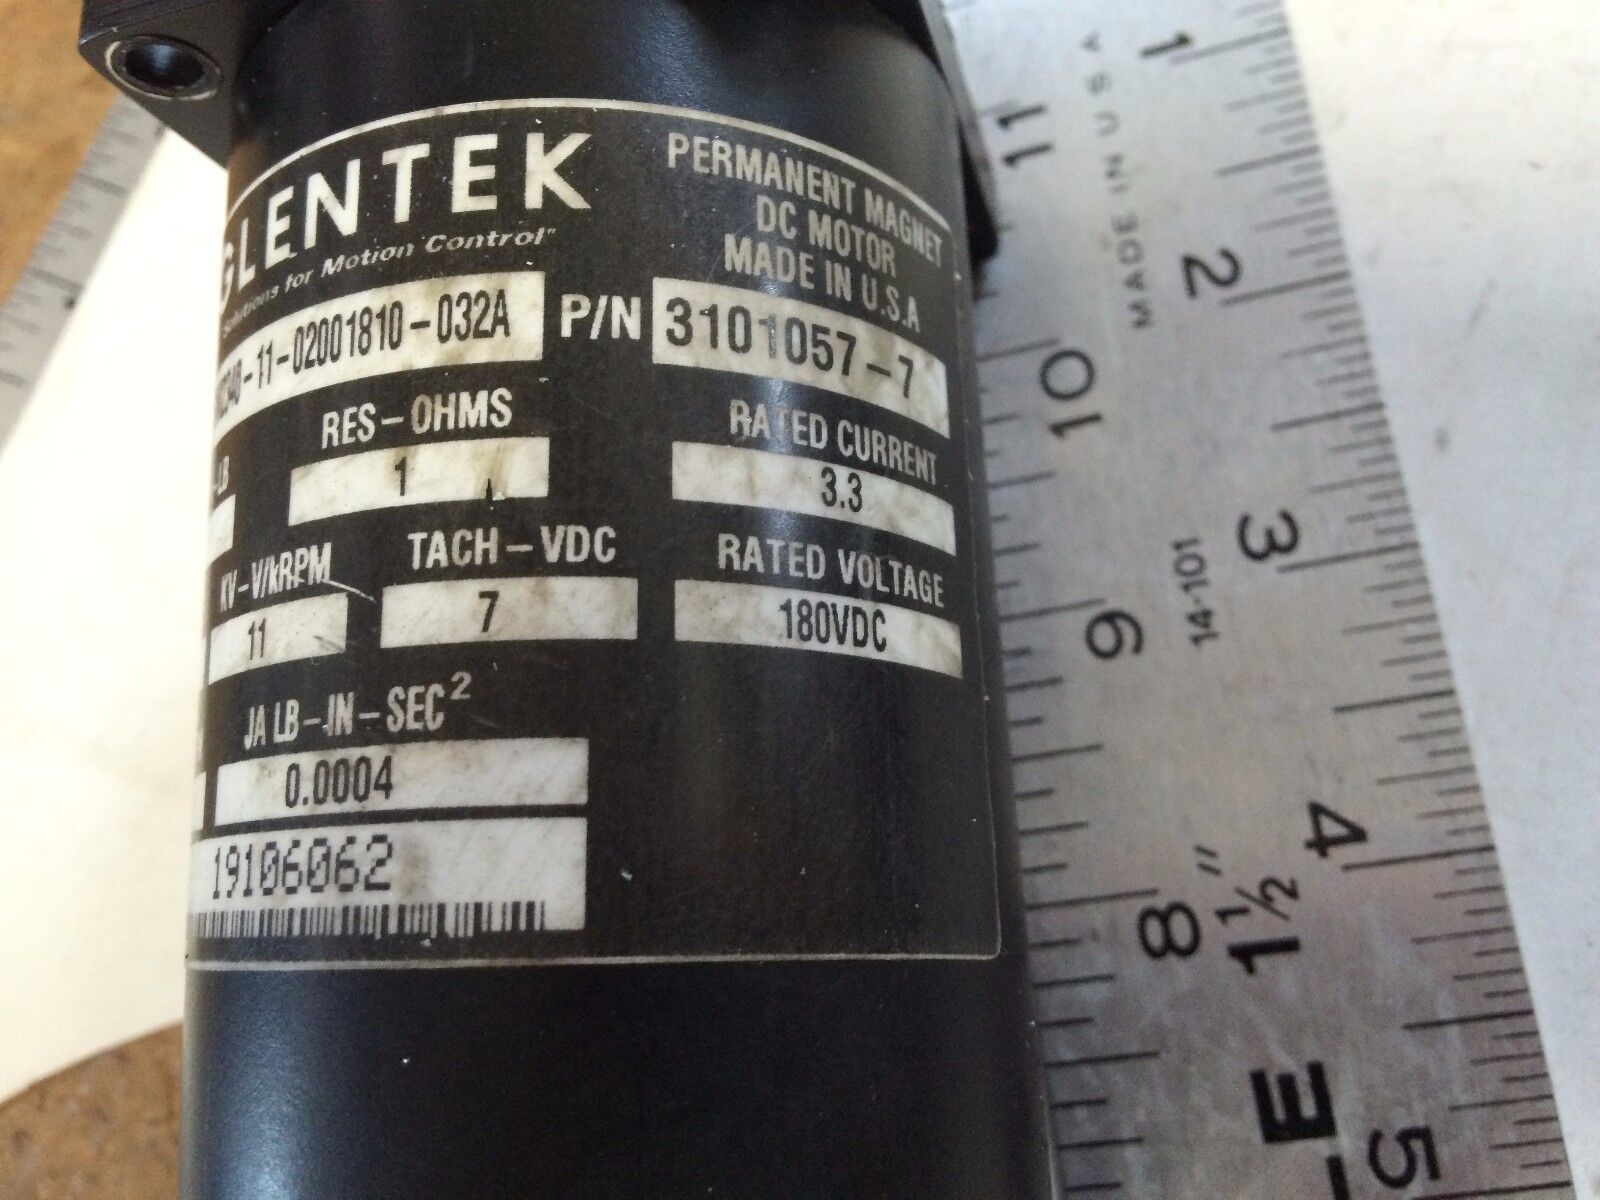 GLENTEK
for Motion Control"
PERMANENT MAGNET
DC MOTOR
MADE IN U.S.A
-11-02001810-032A
P/N 3101057-7
-LB
RES-OHMS
1
RATED CURRENT
3.3
KV-V/kRPM
11
TACH-VDC
7
RATED VOLTAGE
180VDC
JA LB-IN-SEC²
0.0004
19106062
1
2
3
4
5
11
10
9
8
MADE IN U S A
14-101
1½"
E